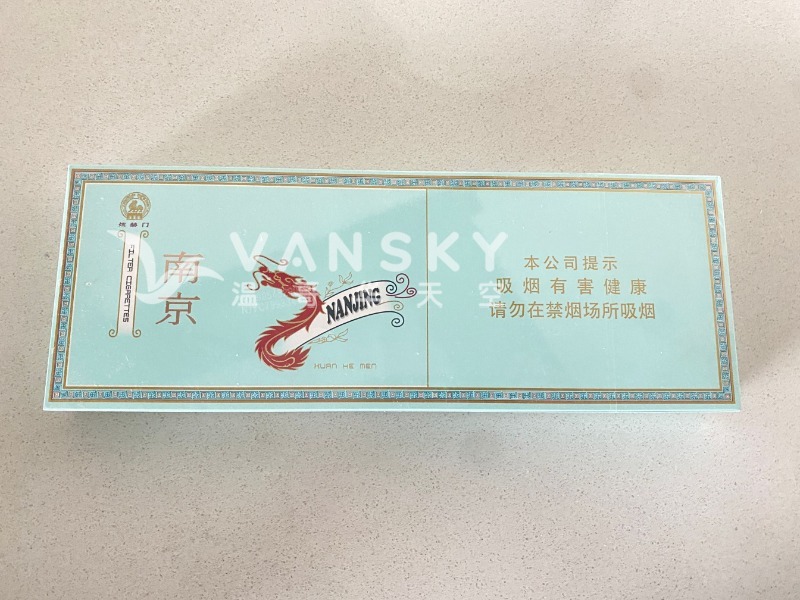 炫赫门
FILTER CIGARETTES
南京
NANJING
XUAN HE MEN
本公司提示
吸烟有害健康
请勿在禁烟场所吸烟
VANSKY
温哥华天空